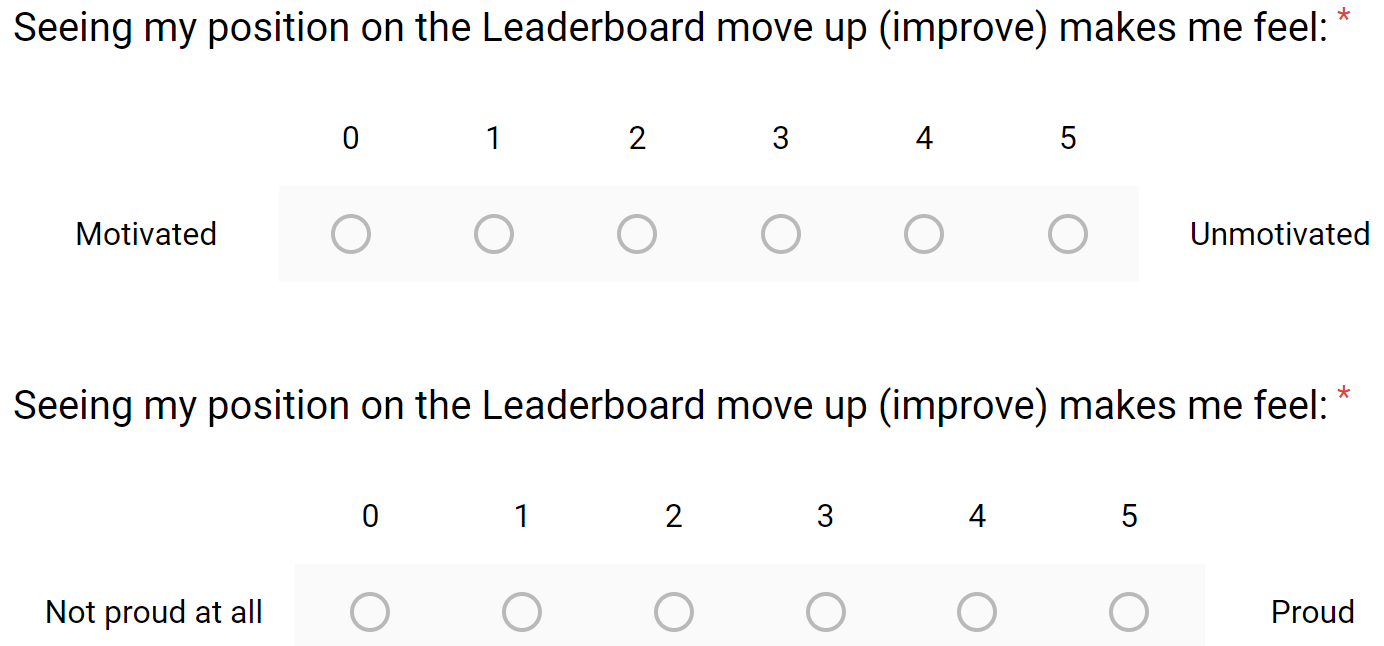 Seeing my position on the Leaderboard move up (improve) makes me feel: *
0 1 2 3 4 5
Motivated Unmotivated
Seeing my position on the Leaderboard move up (improve) makes me feel: *
0 1 2 3 4 5
Not proud at all Proud